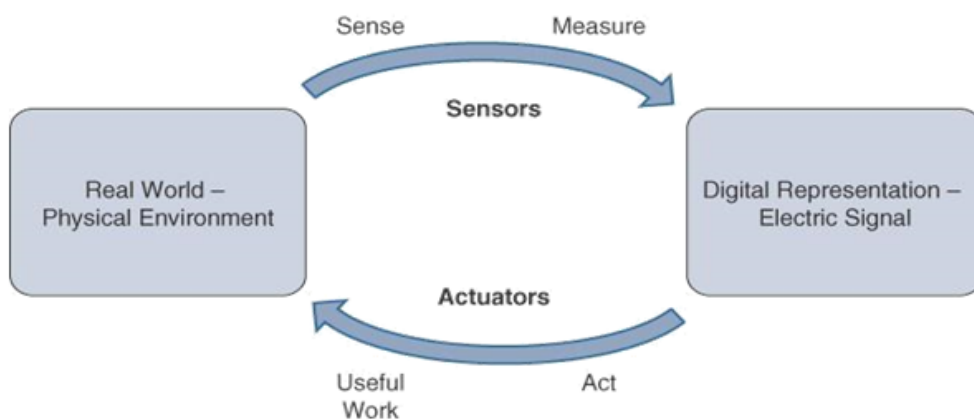 Sense
Measure
Sensors
Real World –
Physical Environment
Digital Representation –
Electric Signal
Actuators
Useful
Work
Act